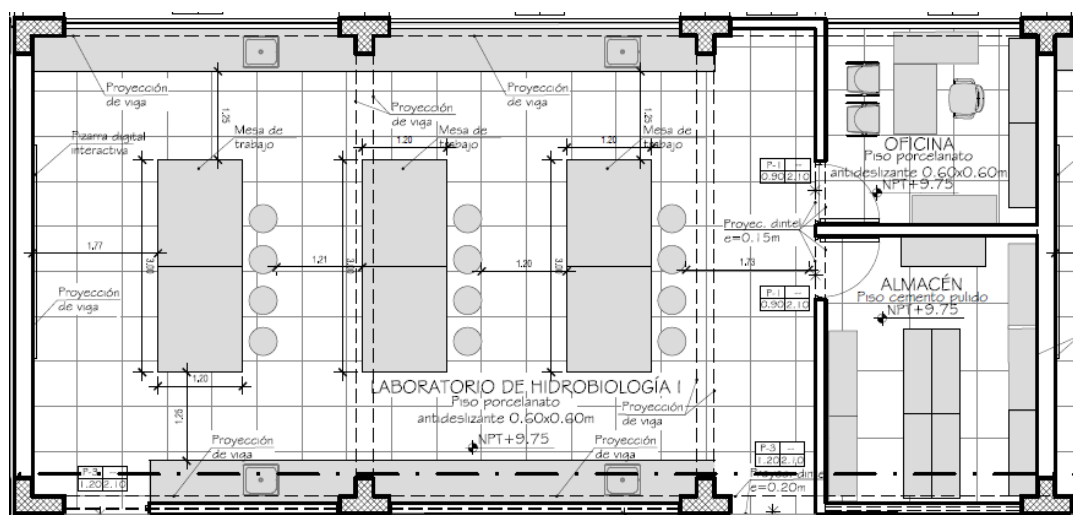 Proyección
de viga
Proyección
de viga
Proyección
de viga
Pizarra digital
interactiva
1.25
Mesa de
trabajo
1.20
Mesa de
trabajo
1.20
1.25
Mesa de
trabajo
OFICINA
Piso porcelanato
antideslizante 0.60x0.60m
NPT+9.75
P-1 --
0.90 2.10
Proyec. dintel
e=0.15m
1.77
3.00
1.21
3.00
1.20
3.00
1.73
Proyección
de viga
P-1 --
0.90 2.10
ALMACÉN
Piso cemento pulido
NPT+9.75
1.20
1.25
LABORATORIO DE HIDROBIOLOGÍA I
Piso porcelanato
antideslizante 0.60x0.60m
NPT+9.75
Proyección
de viga
Proyección
de viga
Proyección
de viga
P-3 --
1.20 2.10
P-3 --
1.20 2.10
Proyec. dintel
e=0.20m